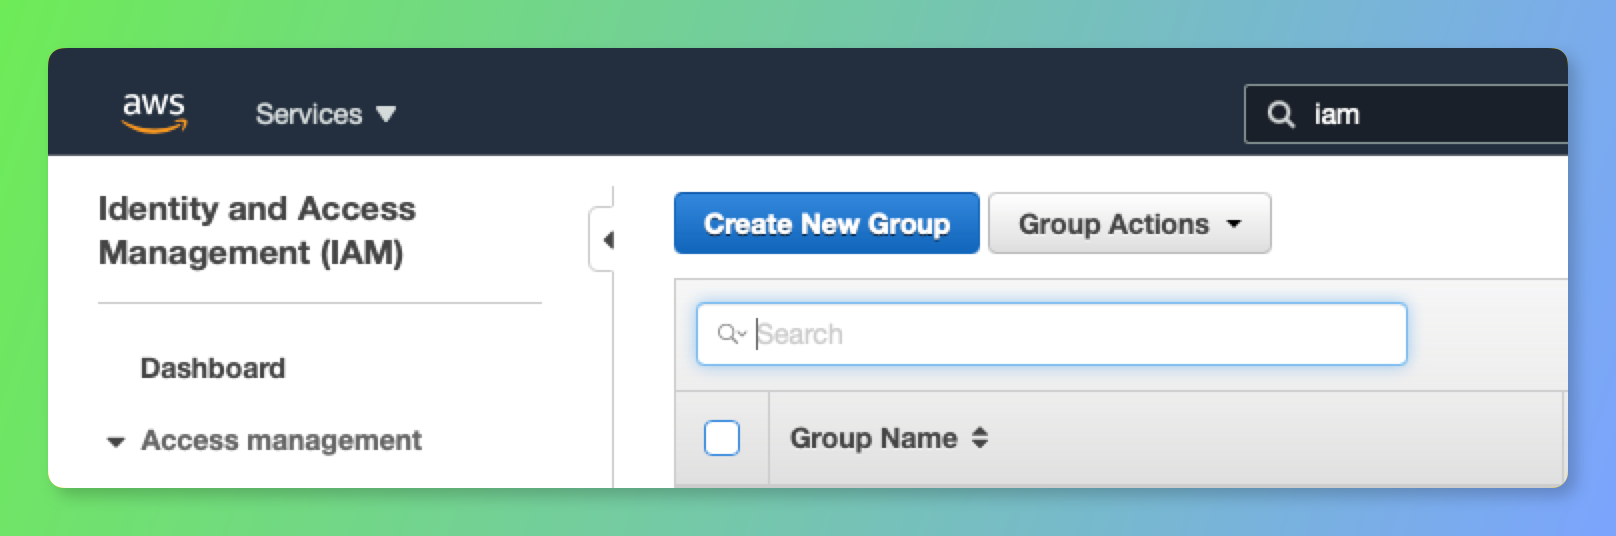 aws
Services
iam
Identity and Access
Management (IAM)
Create New Group
Group Actions
Search
Dashboard
Group Name
Access management